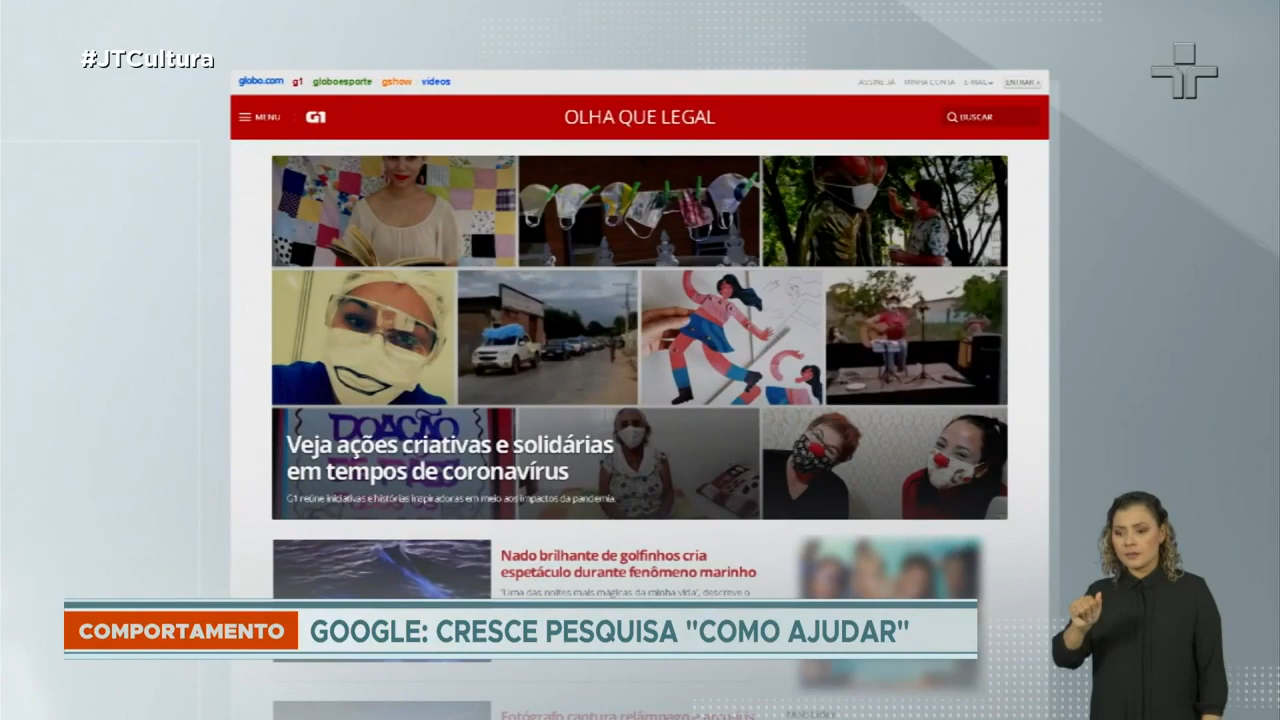 #JTCultura
globo.com g1 globoesporte gshow videos
ASSINE JÁ MINHA CONTA E-MAIL ENTRAR
MENU G1 OLHA QUE LEGAL BUSCAR
DOAÇÃO
Veja ações criativas e solidárias
em tempos de coronavírus
G1 reúne iniciativas e histórias inspiradoras em meio aos impactos da pandemia.
Nado brilhante de golfinhos cria
espetáculo durante fenômeno marinho
"Uma das noites mais mágicas da minha vida", descreve o
COMPORTAMENTO GOOGLE: CRESCE PESQUISA "COMO AJUDAR"
Fotógrafo captura relâmpago e arco-íris